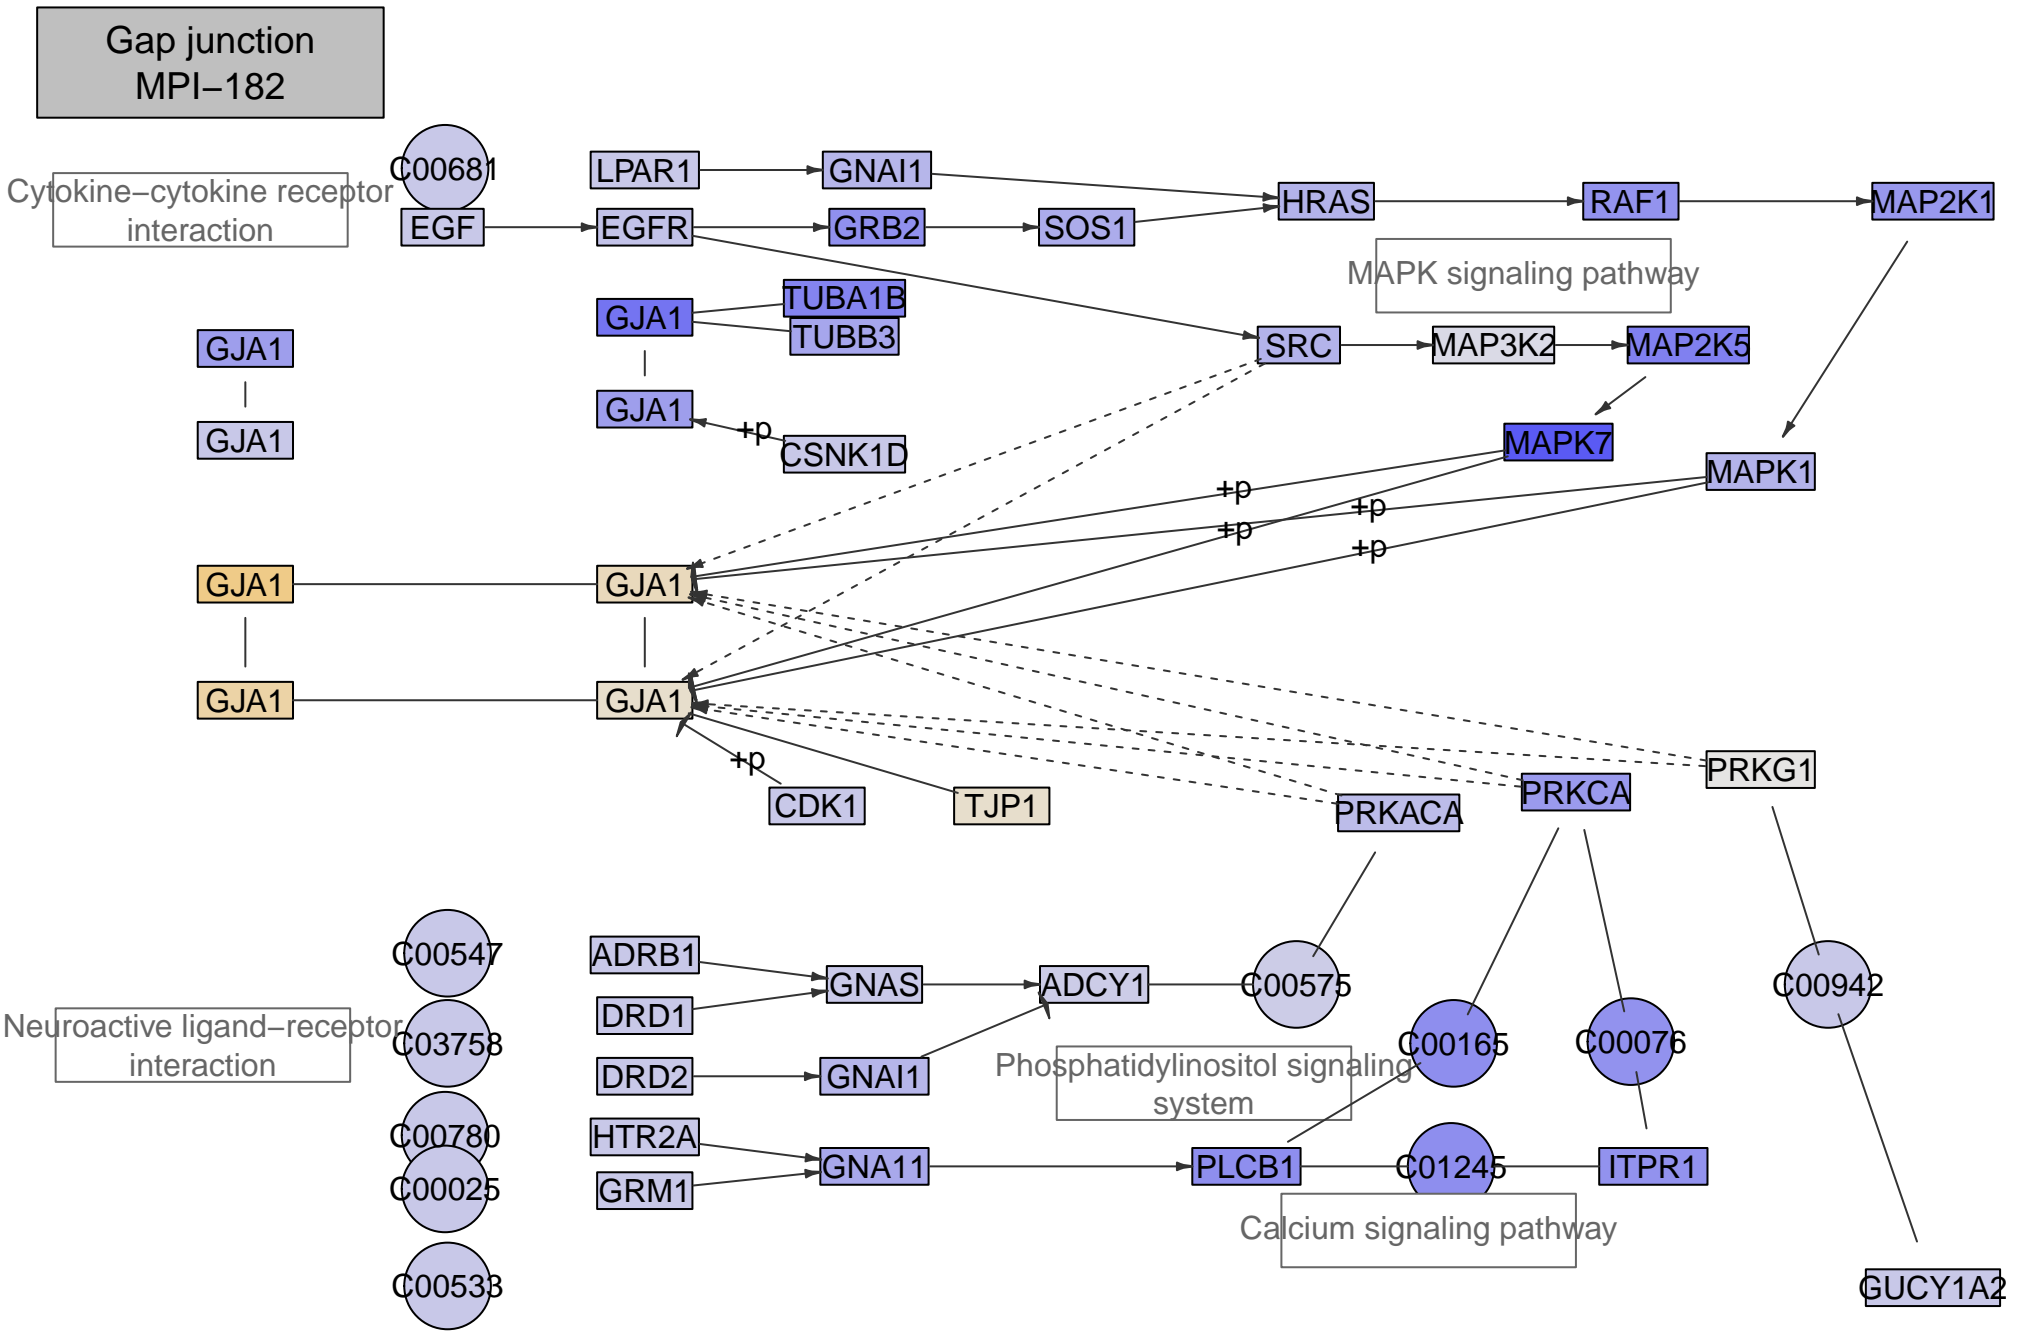 Gap junction
MPI−182
C00681
LPAR1
GNAI1
HRAS
RAF1
MAP2K1
Cytokine−cytokine receptor
interaction
EGF
EGFR
GRB2
SOS1
MAPK signaling pathway
TUBA1B
GJA1
TUBB3
GJA1
SRC
MAP3K2
MAP2K5
GJA1
+p
CSNK1D
GJA1
MAPK7
MAPK1
+p
+p
+p
+p
GJA1
GJA1
GJA1
GJA1
+p
CDK1
TJP1
PRKACA
PRKCA
PRKG1
C00547
ADRB1
GNAS
ADCY1
C00575
C00942
DRD1
Neuroactive ligand−receptor
interaction
C03758
C00165
C00076
DRD2
GNAI1
Phosphatidylinositol signaling
system
C00780
HTR2A
GNA11
PLCB1
C01245
ITPR1
C00025
GRM1
Calcium signaling pathway
C00533
GUCY1A2